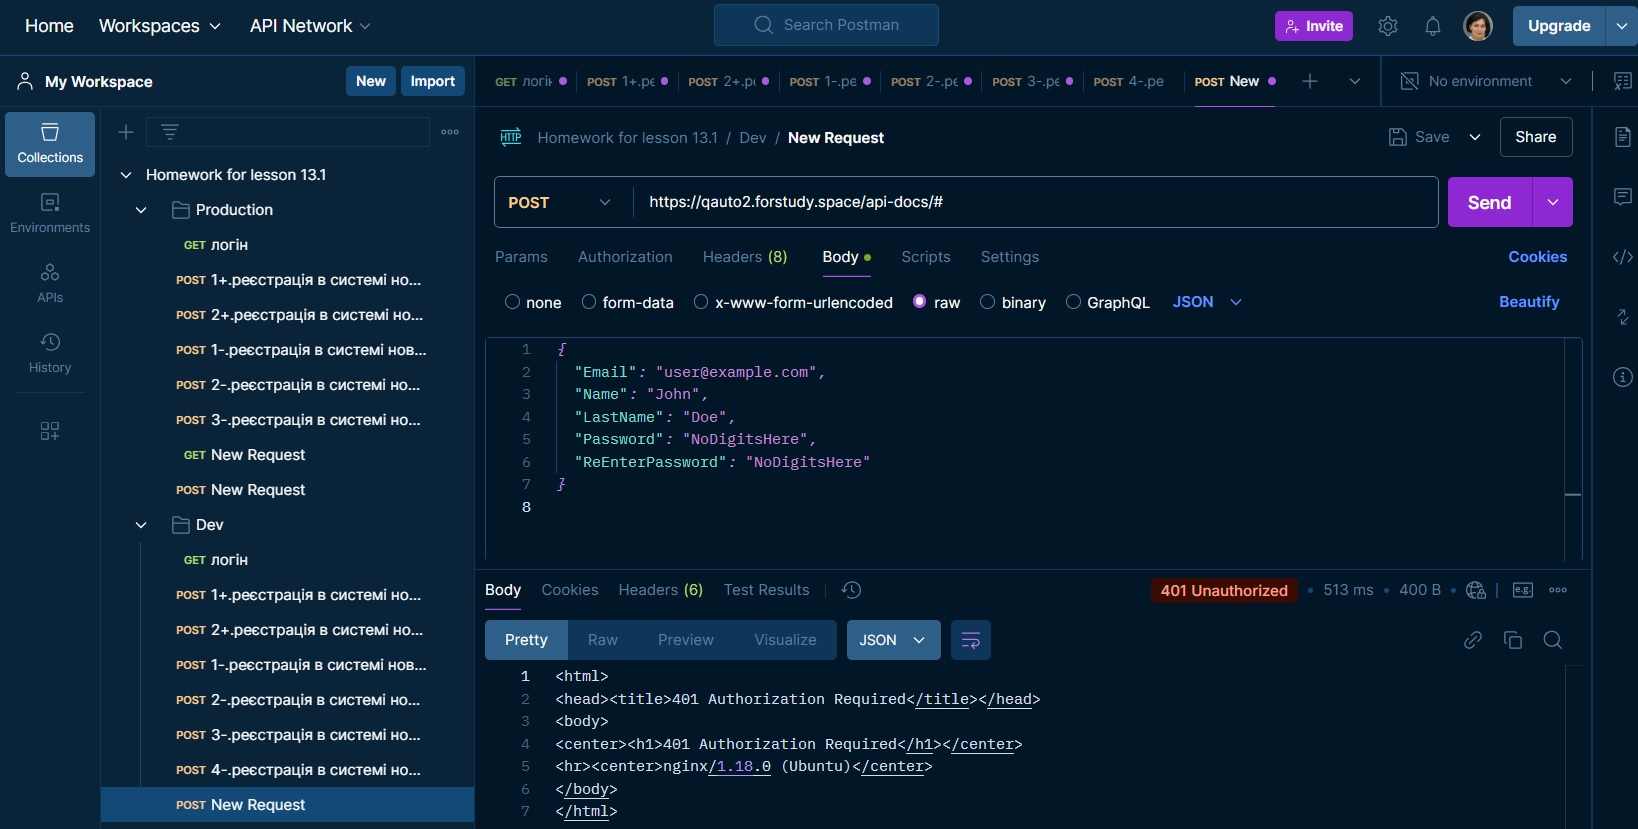 Home Workspaces API Network Search Postman Invite Upgrade
My Workspace New Import
GET логін POST 1+.ре POST 2+.р POST 1-.ре POST 2-.ре POST 3-.ре POST 4-.ре POST New No environment
Collections
Environments
APIs
History
Homework for lesson 13.1
Production
GET логін
POST 1+.реєстрація в системі но...
POST 2+.реєстрація в системі но...
POST 1-.реєстрація в системі нов...
POST 2-.реєстрація в системі но...
POST 3-.реєстрація в системі но...
GET New Request
POST New Request
Dev
GET логін
POST 1+.реєстрація в системі но...
POST 2+.реєстрація в системі но...
POST 1-.реєстрація в системі нов...
POST 2-.реєстрація в системі но...
POST 3-.реєстрація в системі но...
POST 4-.реєстрація в системі но...
POST New Request
HTTP Homework for lesson 13.1 / Dev / New Request Save Share
POST https://qauto2.forstudy.space/api-docs/# Send
Params Authorization Headers (8) Body Scripts Settings Cookies
none form-data x-www-form-urlencoded raw binary GraphQL JSON Beautify
1 {
2 "Email": "user@example.com",
3 "Name": "John",
4 "LastName": "Doe",
5 "Password": "NoDigitsHere",
6 "ReEnterPassword": "NoDigitsHere"
7 }
8
Body Cookies Headers (6) Test Results 401 Unauthorized • 513 ms • 400 B • e.g.
Pretty Raw Preview Visualize JSON
1 <html>
2 <head><title>401 Authorization Required</title></head>
3 <body>
4 <center><h1>401 Authorization Required</h1></center>
5 <hr><center>nginx/1.18.0 (Ubuntu)</center>
6 </body>
7 </html>